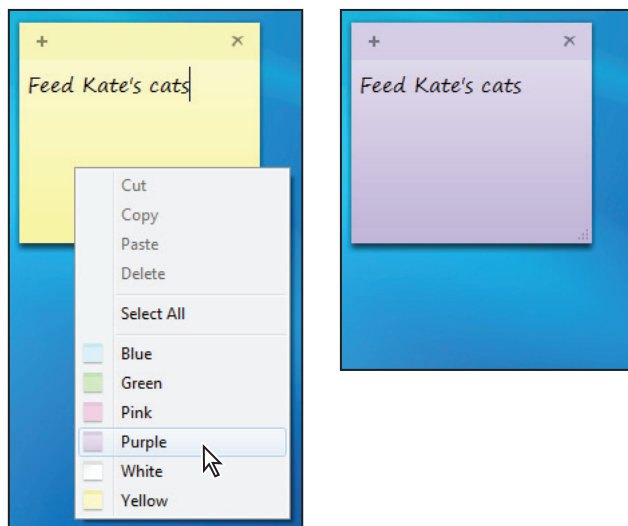 Feed Kate's cats
Cut
Copy
Paste
Delete
Select All
Blue
Green
Pink
Purple
White
Yellow
Feed Kate's cats